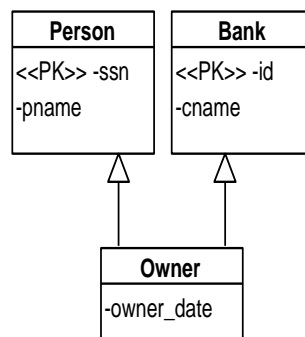 Person
<<PK>> -ssn
-pname
Bank
<<PK>> -id
-cname
Owner
-owner_date